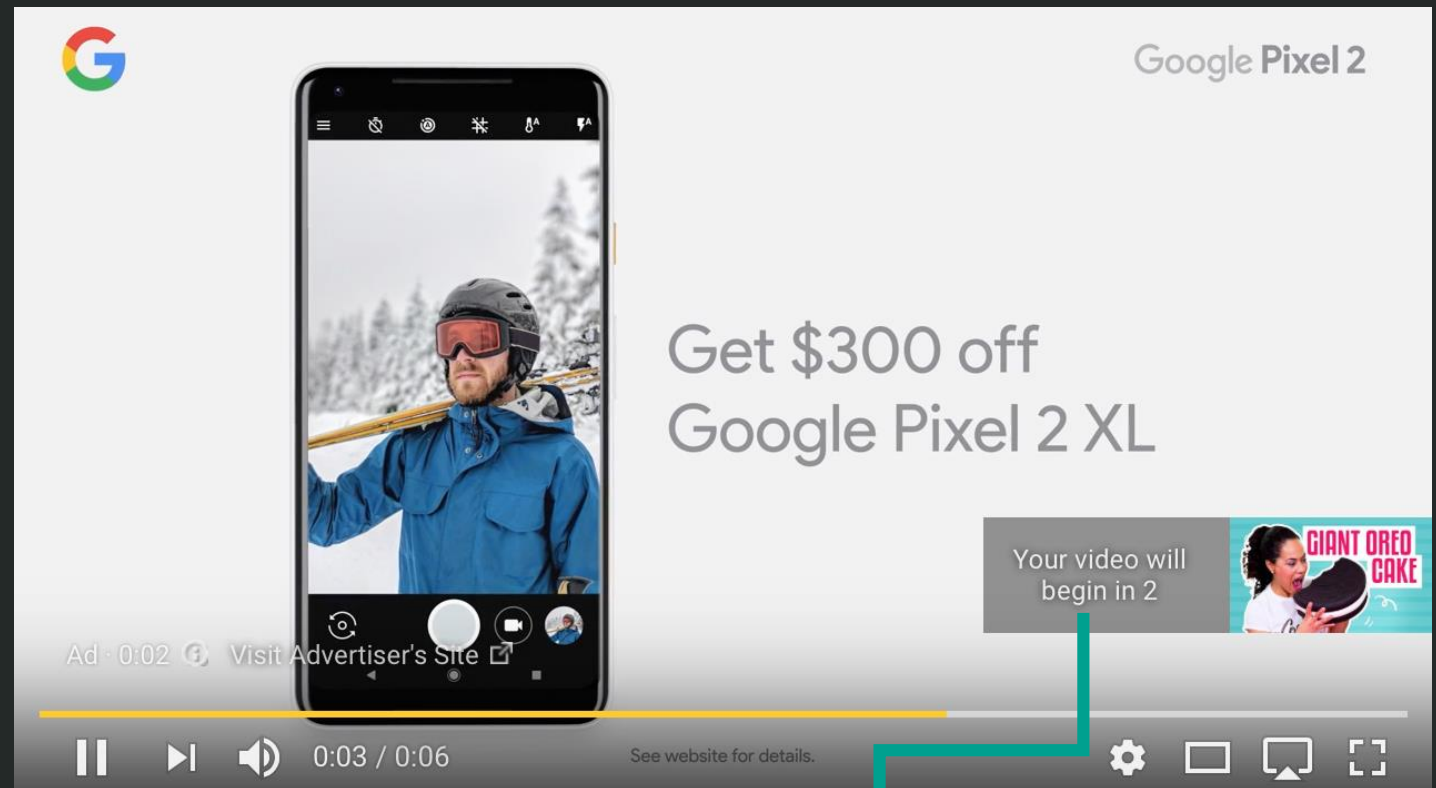 G
Google Pixel 2
Get $300 off
Google Pixel 2 XL
Your video will
begin in 2
GIANT OREO
CAKE
Ad · 0:02 Visit Advertiser's Site
0:03 / 0:06
See website for details.